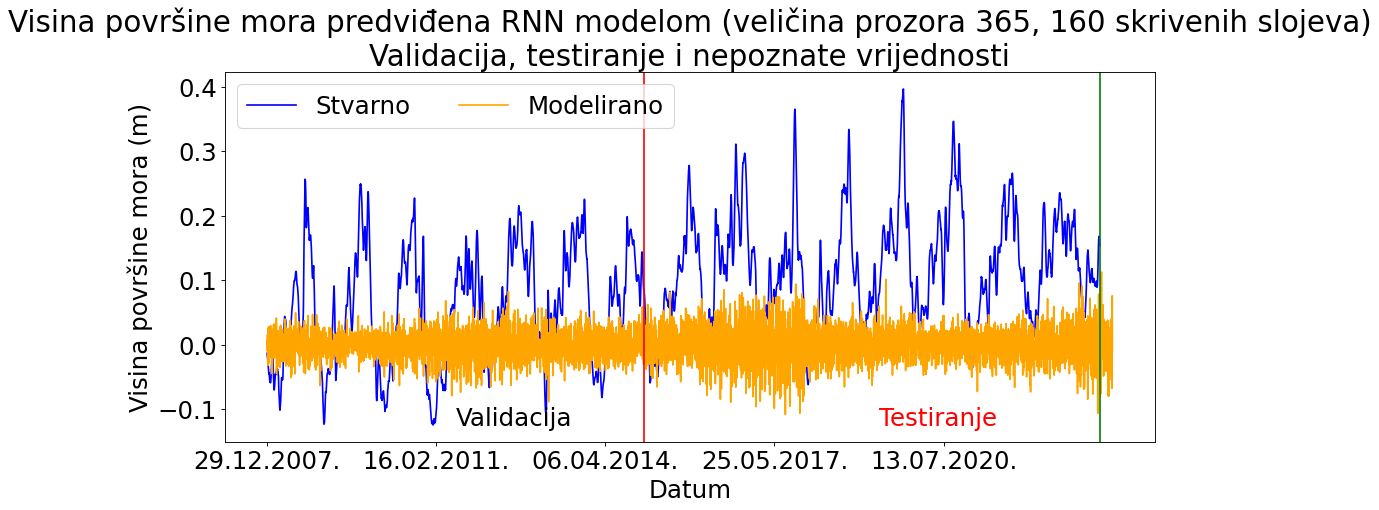 Visina površine mora predviđena RNN modelom (veličina prozora 365, 160 skrivenih slojeva)
Validacija, testiranje i nepoznate vrijednosti
Stvarno
Modelirano
Visina površine mora (m)
0.4
0.3
0.2
0.1
0.0
−0.1
Validacija
Testiranje
29.12.2007.
16.02.2011.
06.04.2014.
25.05.2017.
13.07.2020.
Datum